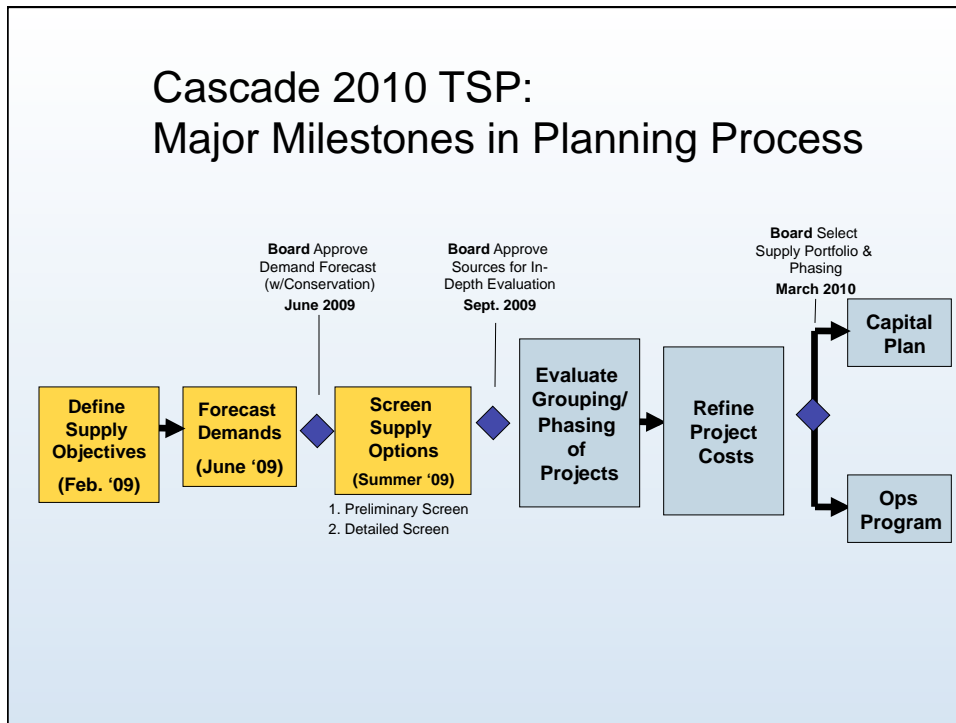 Cascade 2010 TSP:
Major Milestones in Planning Process
Board Approve
Demand Forecast
(w/Conservation)
June 2009
Board Approve
Sources for In-
Depth Evaluation
Sept. 2009
Board Select
Supply Portfolio &
Phasing
March 2010
Define
Supply
Objectives
(Feb. ‘09)
Forecast
Demands
(June ‘09)
Screen
Supply
Options
(Summer ‘09)
1. Preliminary Screen
2. Detailed Screen
Evaluate
Grouping/
Phasing
of
Projects
Refine
Project
Costs
Capital
Plan
Ops
Program